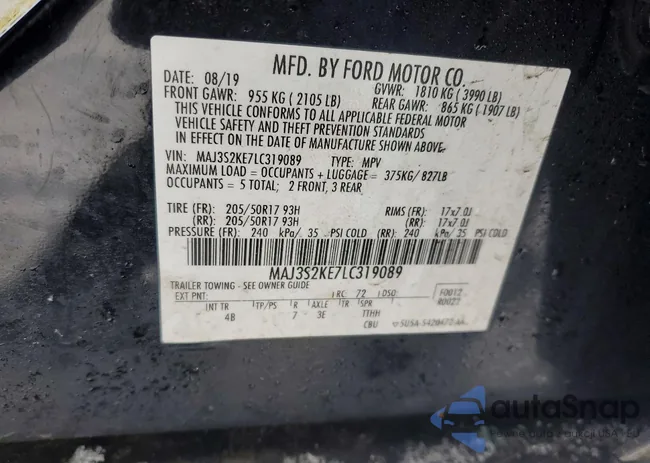 MFD. BY FORD MOTOR CO.
DATE: 08/19 GVWR: 1810 KG ( 3990 LB)
FRONT GAWR: 955 KG ( 2105 LB) REAR GAWR: 865 KG ( 1907 LB)
THIS VEHICLE CONFORMS TO ALL APPLICABLE FEDERAL MOTOR
VEHICLE SAFETY AND THEFT PREVENTION STANDARDS
IN EFFECT ON THE DATE OF MANUFACTURE SHOWN ABOVE.
VIN: MAJ3S2KE7LC319089 TYPE: MPV
MAXIMUM LOAD = OCCUPANTS + LUGGAGE = 375KG/ 827LB
OCCUPANTS = 5 TOTAL; 2 FRONT, 3 REAR
TIRE (FR): 205/50R17 93H RIMS (FR): 17x7.0J
(RR): 205/50R17 93H (RR): 17x7.0J
PRESSURE (FR): 240 kPa/ 35 PSI COLD (RR): 240 kPa/ 35 PSI COLD
MAJ3S2KE7LC319089
TRAILER TOWING - SEE OWNER GUIDE
EXT PNT: RC: 72 DSO: F0012
R0022
INT TR TP/PS R AXLE TR SPR
4B 7 3E TTHH
CBU
autoSnap